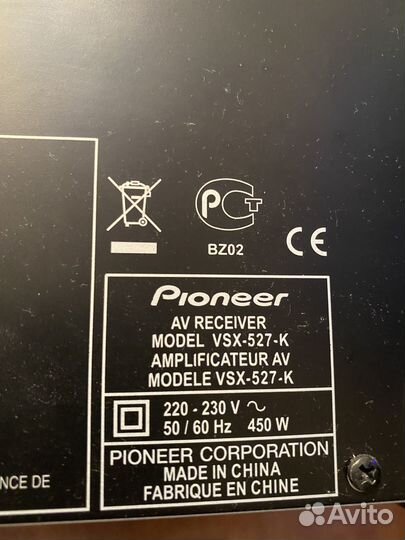 РСТ
BZ02
CE
Pioneer
AV RECEIVER
MODEL VSX-527-K
AMPLIFICATEUR AV
MODELE VSX-527-K
220 - 230 V ~
50 / 60 Hz 450 W
PIONEER CORPORATION
MADE IN CHINA
FABRIQUE EN CHINE
NCE DE
Avito